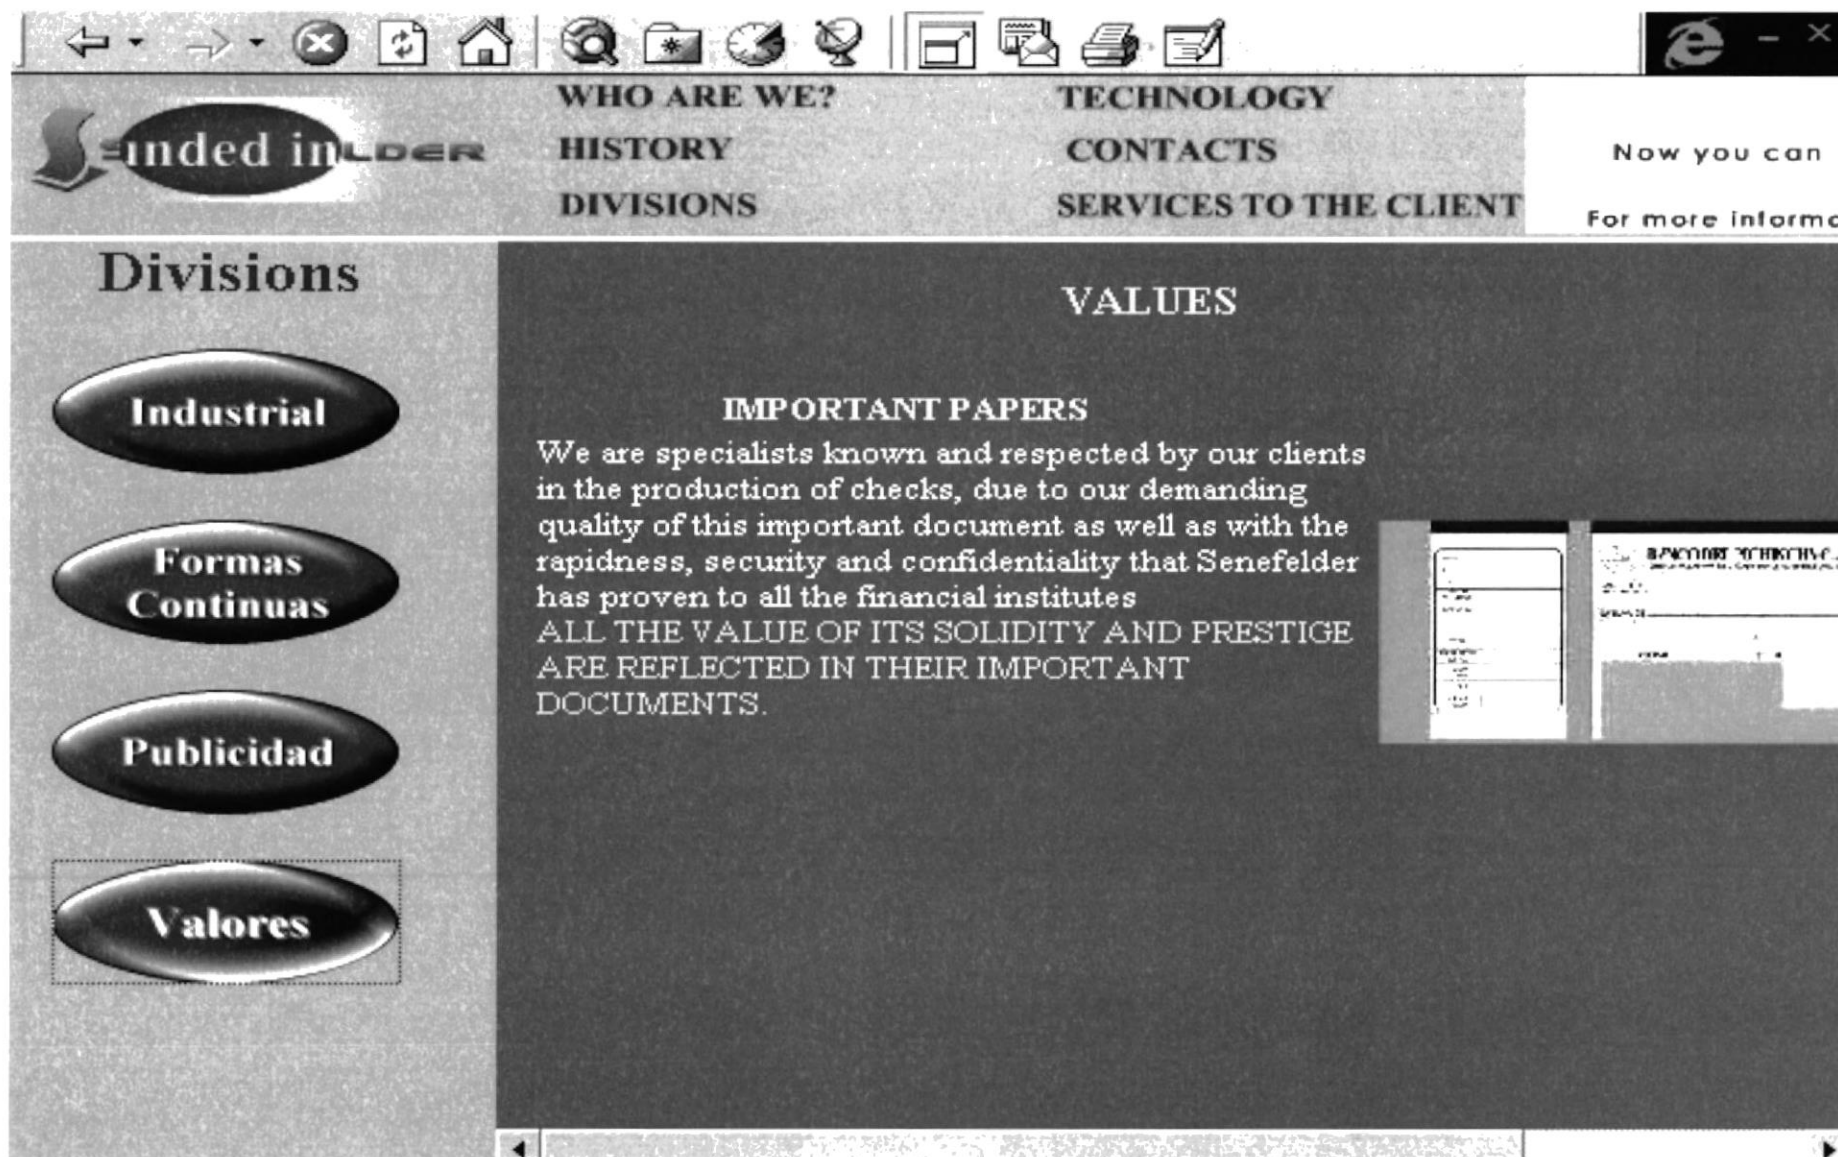 WHO ARE WE?
TECHNOLOGY
HISTORY
CONTACTS
DIVISIONS
SERVICES TO THE CLIENT
inded in
LDER
Now you can
For more informa
Divisions
Industrial
Formas
Continuas
Publicidad
Valores
VALUES
IMPORTANT PAPERS
We are specialists known and respected by our clients
in the production of checks, due to our demanding
quality of this important document as well as with the
rapidness, security and confidentiality that Senefelder
has proven to all the financial institutes
ALL THE VALUE OF ITS SOLIDITY AND PRESTIGE
ARE REFLECTED IN THEIR IMPORTANT
DOCUMENTS.